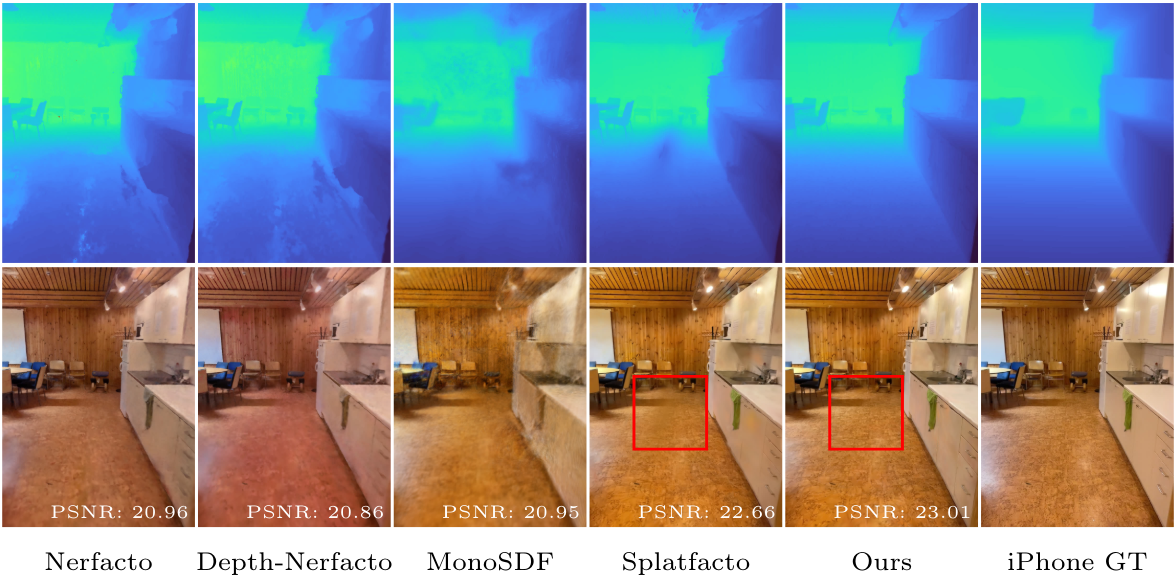 PSNR: 20.96 PSNR: 20.86 PSNR: 20.95 PSNR: 22.66 PSNR: 23.01
Nerfacto Depth-Nerfacto MonoSDF Splatfacto Ours iPhone GT